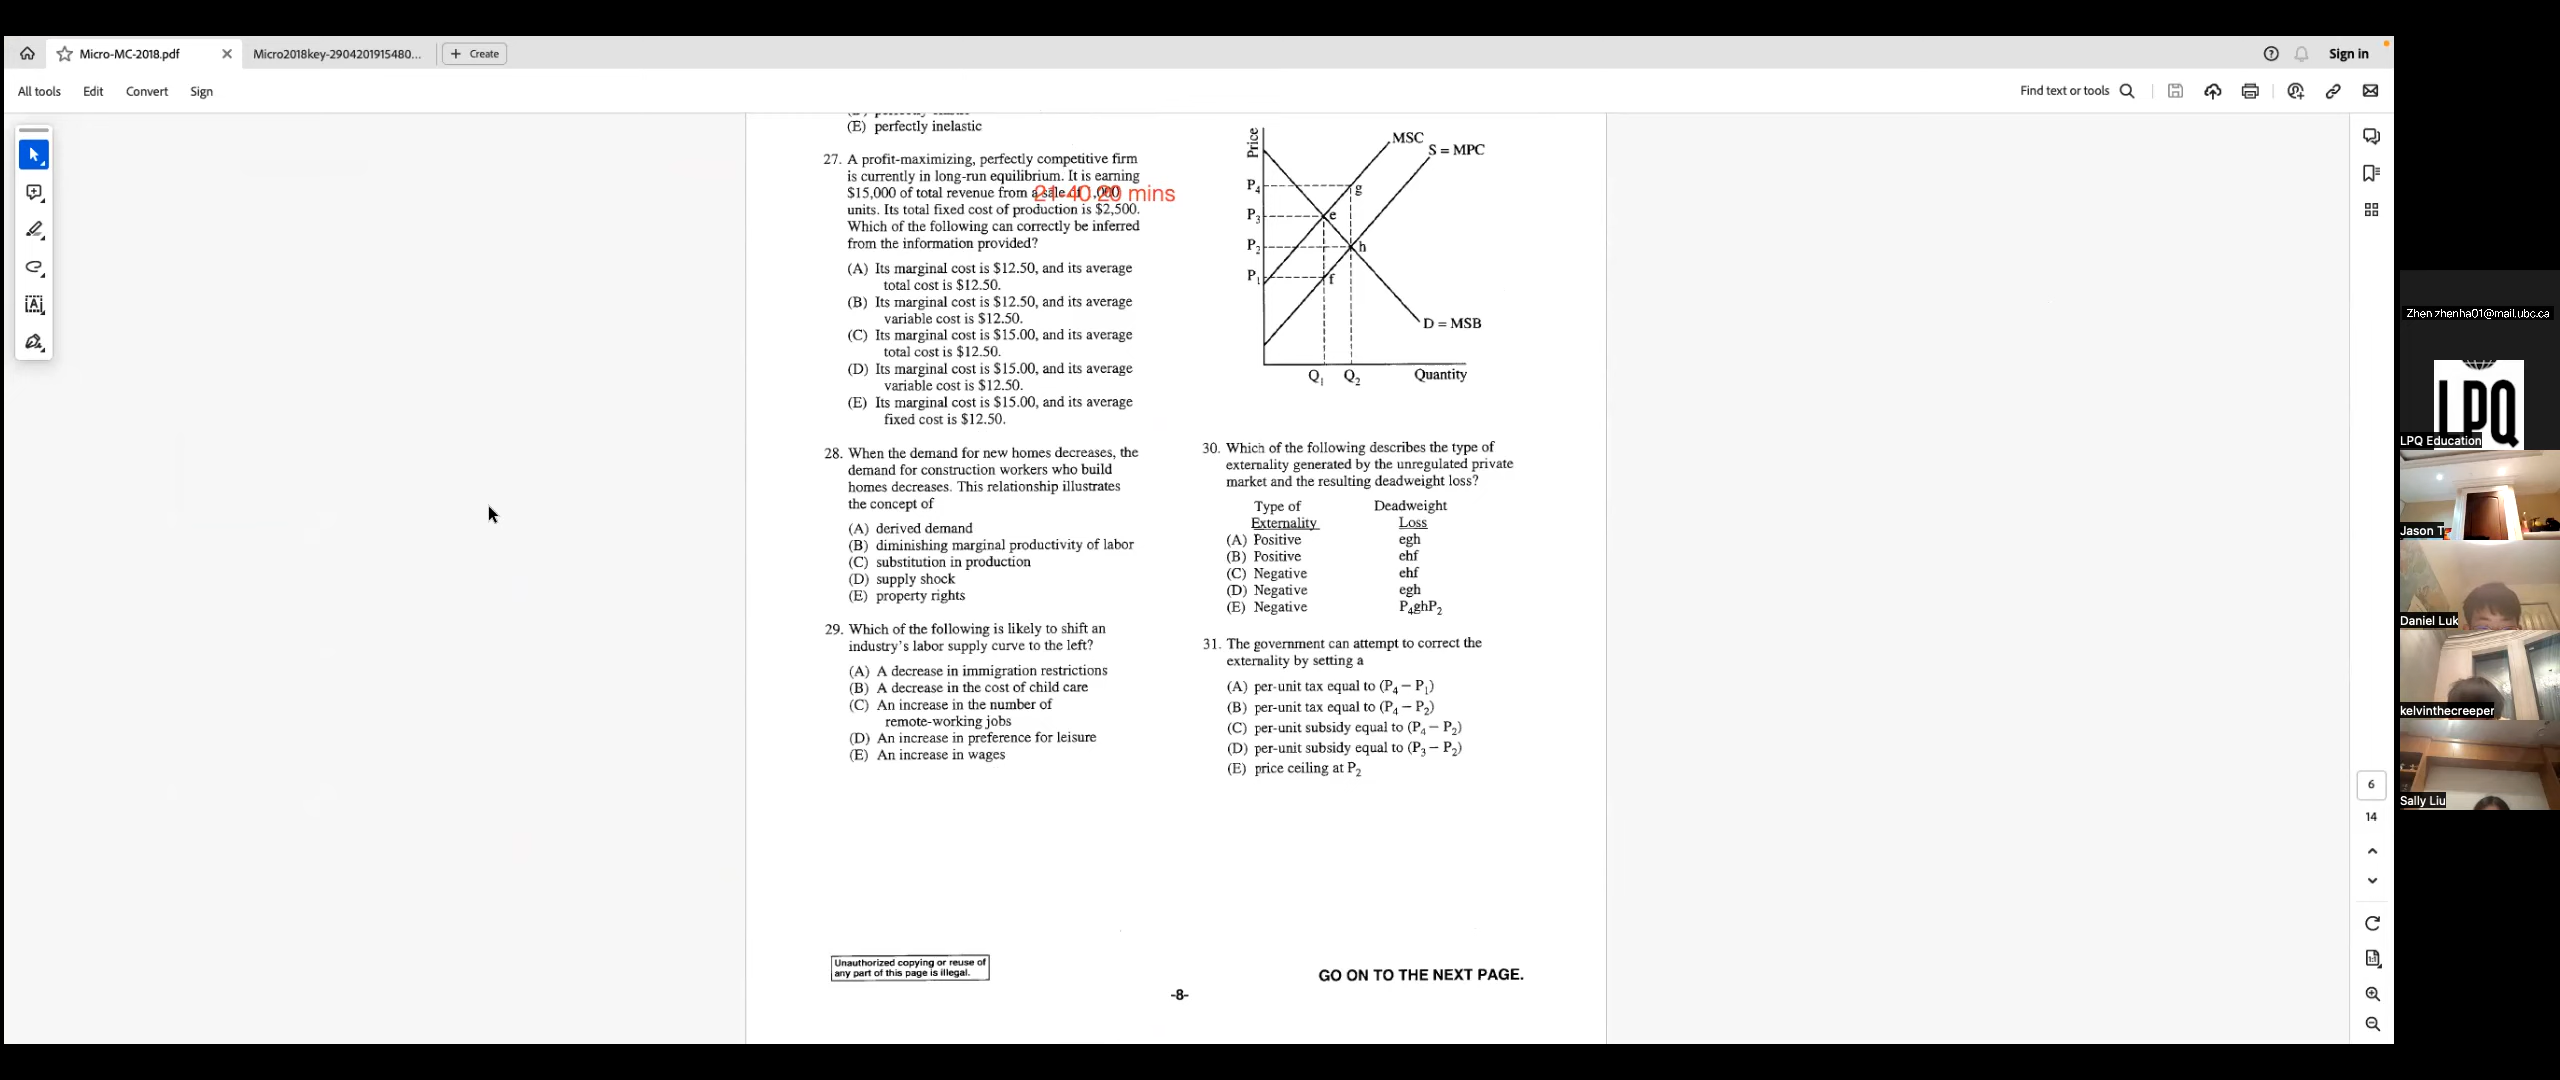 Micro-MC-2018.pdf
Micro2018key-2904201915480...
Create
Sign in
All tools
Edit
Convert
Sign
Find text or tools
(E) perfectly inelastic
27. A profit-maximizing, perfectly competitive firm
is currently in long-run equilibrium. It is earning
$15,000 of total revenue from a sale of ,000
units. Its total fixed cost of production is $2,500.
Which of the following can correctly be inferred
from the information provided?
21-40 20 mins
(A) Its marginal cost is $12.50, and its average
total cost is $12.50.
(B) Its marginal cost is $12.50, and its average
variable cost is $12.50.
(C) Its marginal cost is $15.00, and its average
total cost is $12.50.
(D) Its marginal cost is $15.00, and its average
variable cost is $12.50.
(E) Its marginal cost is $15.00, and its average
fixed cost is $12.50.
28. When the demand for new homes decreases, the
demand for construction workers who build
homes decreases. This relationship illustrates
the concept of
(A) derived demand
(B) diminishing marginal productivity of labor
(C) substitution in production
(D) supply shock
(E) property rights
29. Which of the following is likely to shift an
industry's labor supply curve to the left?
(A) A decrease in immigration restrictions
(B) A decrease in the cost of child care
(C) An increase in the number of
remote-working jobs
(D) An increase in preference for leisure
(E) An increase in wages
Price
MSC
S = MPC
P4
g
P3
e
P2
h
P1
f
D = MSB
Q1 Q2 Quantity
30. Which of the following describes the type of
externality generated by the unregulated private
market and the resulting deadweight loss?
Type of Deadweight
Externality Loss
(A) Positive egh
(B) Positive ehf
(C) Negative ehf
(D) Negative egh
(E) Negative P4ghP2
31. The government can attempt to correct the
externality by setting a
(A) per-unit tax equal to (P4 – P1)
(B) per-unit tax equal to (P4 – P2)
(C) per-unit subsidy equal to (P4 – P2)
(D) per-unit subsidy equal to (P3 – P2)
(E) price ceiling at P2
Unauthorized copying or reuse of
any part of this page is illegal.
GO ON TO THE NEXT PAGE.
-8-
6
14
Zhen zhenha01@mail.ubc.ca
LPQ
LPQ Education
Jason T
Daniel Luk
kelvinthecreeper
Sally Liu